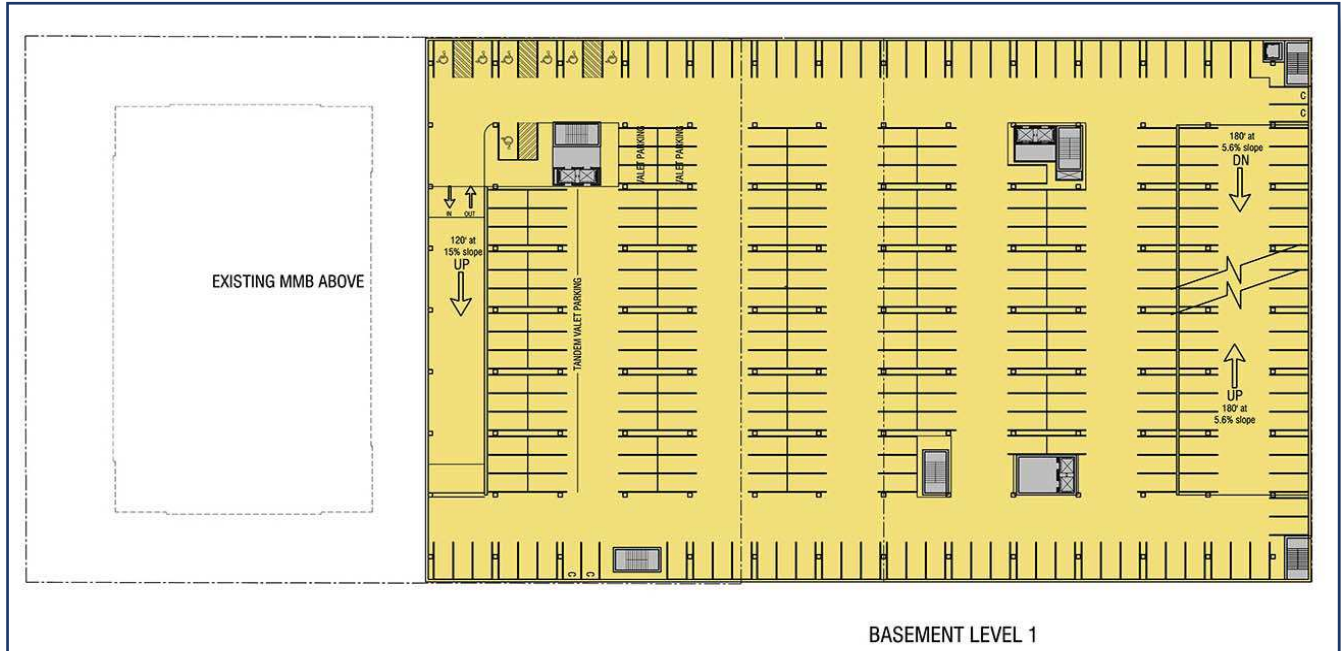 VALET PARKING
VALET PARKING
C
C
180' at
5.6% slope
DN
IN
OUT
120' at
15% slope
UP
EXISTING MMB ABOVE
TANDEM VALET PARKING
UP
180' at
5.6% slope
C
C
BASEMENT LEVEL 1